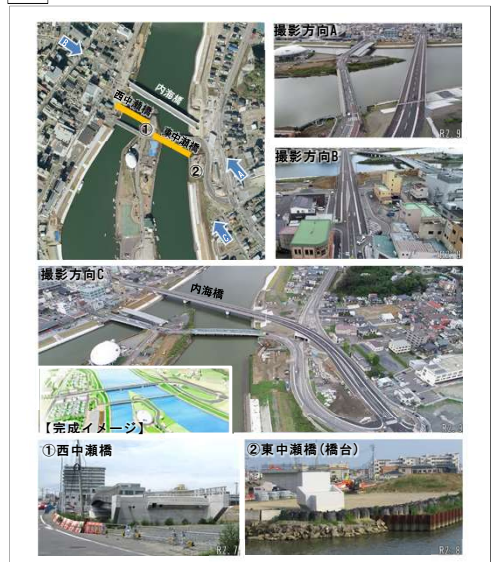 撮影方向A
B
内海橋
西中瀬橋
①
東中瀬橋
②
A
C
R2.9
撮影方向B
撮影方向C
内海橋
【完成イメージ】
①西中瀬橋
R2.7
②東中瀬橋(橋台)
R2.8